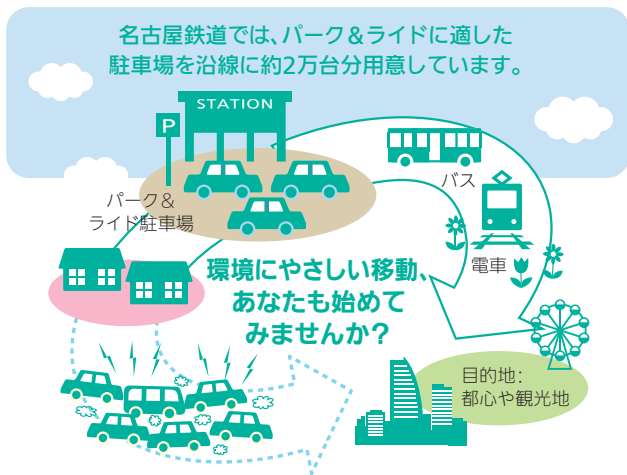 名古屋鉄道では、パーク&ライドに適した
駐車場を沿線に約2万台分用意しています。
STATION
P
バス
パーク&
ライド駐車場
電車
環境にやさしい移動、
あなたも始めて
みませんか?
目的地:
都心や観光地